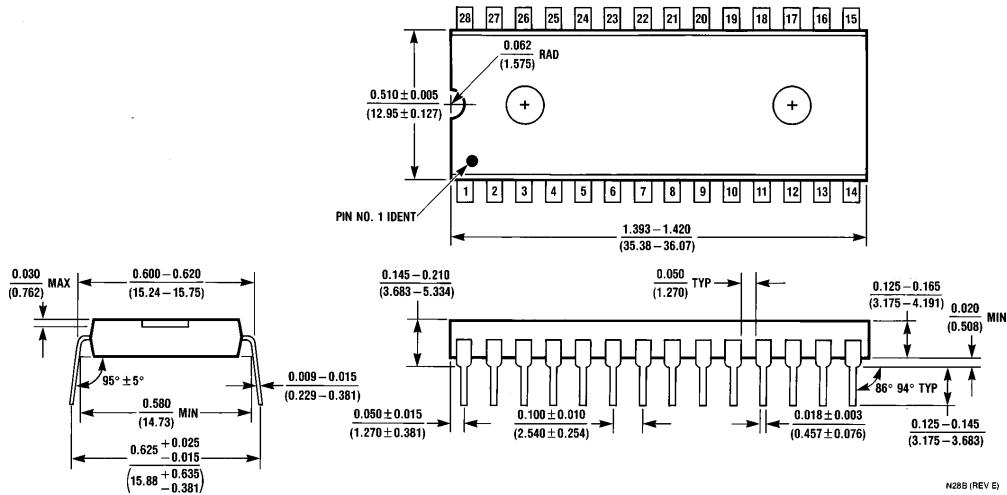 28 27 26 25 24 23 22 21 20 19 18 17 16 15
0.062
(1.575)
RAD
0.510 ± 0.005
(12.95 ± 0.127)
1 2 3 4 5 6 7 8 9 10 11 12 13 14
PIN NO. 1 IDENT
1.393 – 1.420
(35.38 – 36.07)
0.030
(0.762)
MAX
0.600 – 0.620
(15.24 – 15.75)
95° ± 5°
0.009 – 0.015
(0.229 – 0.381)
0.580
(14.73)
MIN
0.625 + 0.025
– 0.015
(15.88 + 0.635
– 0.381)
0.145 – 0.210
(3.683 – 5.334)
0.050
(1.270)
TYP
0.125 – 0.165
(3.175 – 4.191)
0.020
(0.508)
MIN
86° 94° TYP
0.050 ± 0.015
(1.270 ± 0.381)
0.100 ± 0.010
(2.540 ± 0.254)
0.018 ± 0.003
(0.457 ± 0.076)
0.125 – 0.145
(3.175 – 3.683)
N28B (REV E)